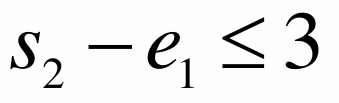 s₂ − e₁ ≤ 3